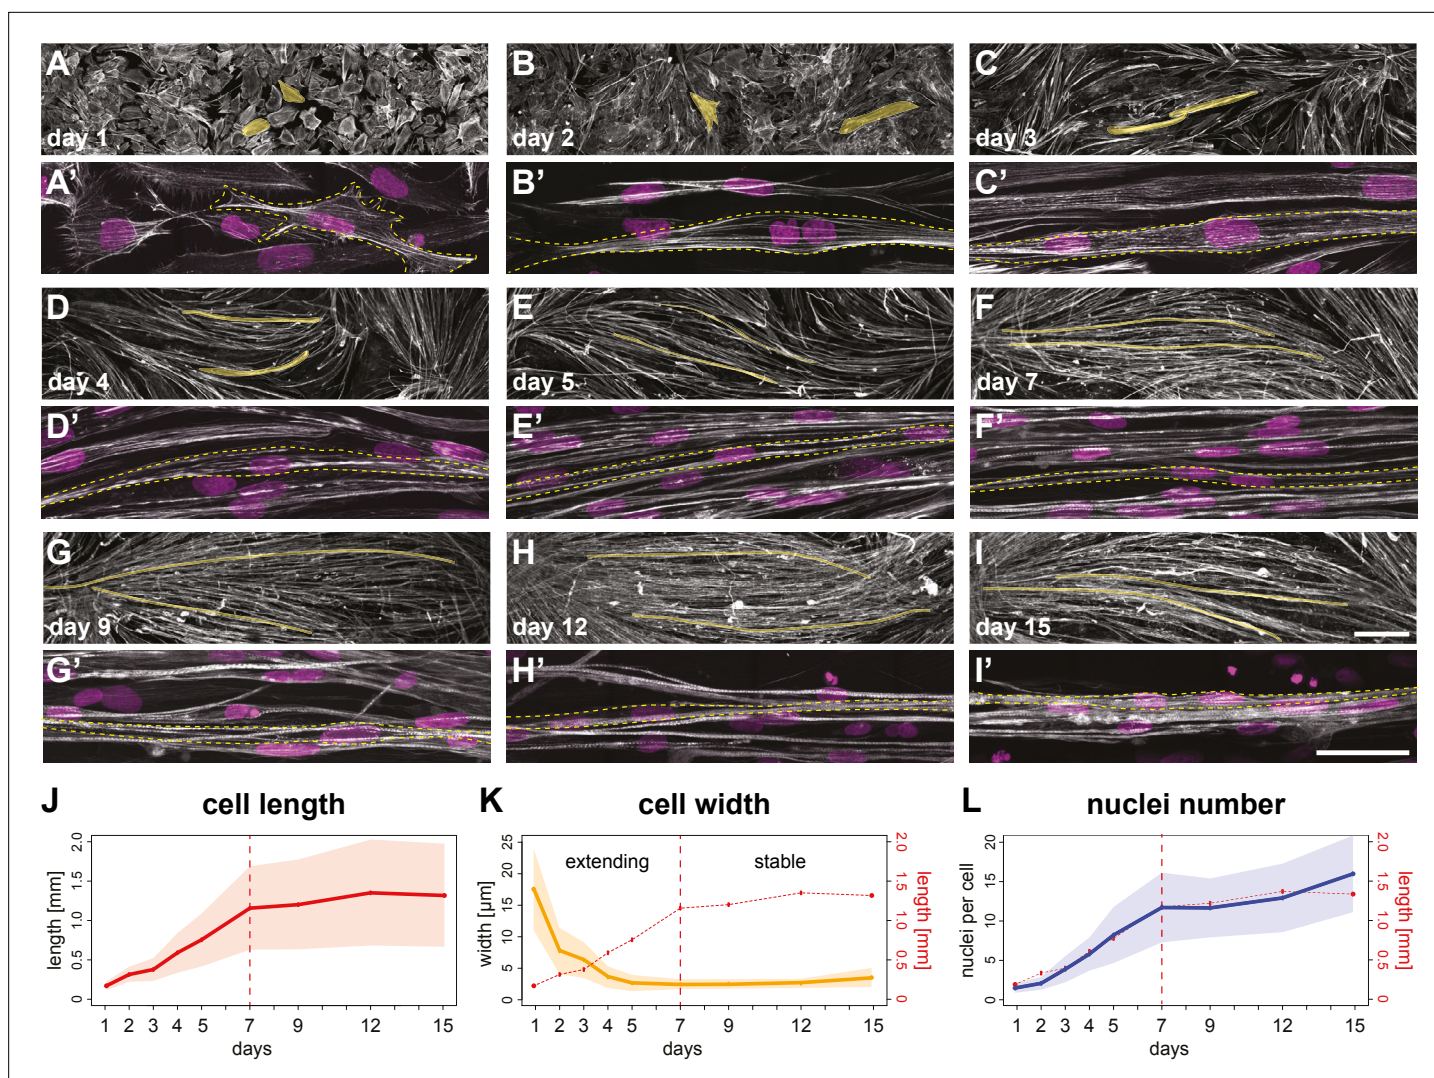 A
day 1
B
day 2
C
day 3
A’
B’
C’
D
day 4
E
day 5
F
day 7
D’
E’
F’
G
day 9
H
day 12
I
day 15
G’
H’
I’
J cell length
length [mm]
2.0
1.5
1.0
0.5
0.0
1 2 3 4 5 7 9 12 15
days
K cell width
width [µm]
25
20
15
10
5
0
extending stable
2.0
1.5
1.0
0.5
0
length [mm]
1 2 3 4 5 7 9 12 15
days
L nuclei number
nuclei per cell
20
15
10
5
0
2.0
1.5
1.0
0.5
0
length [mm]
1 2 3 4 5 7 9 12 15
days